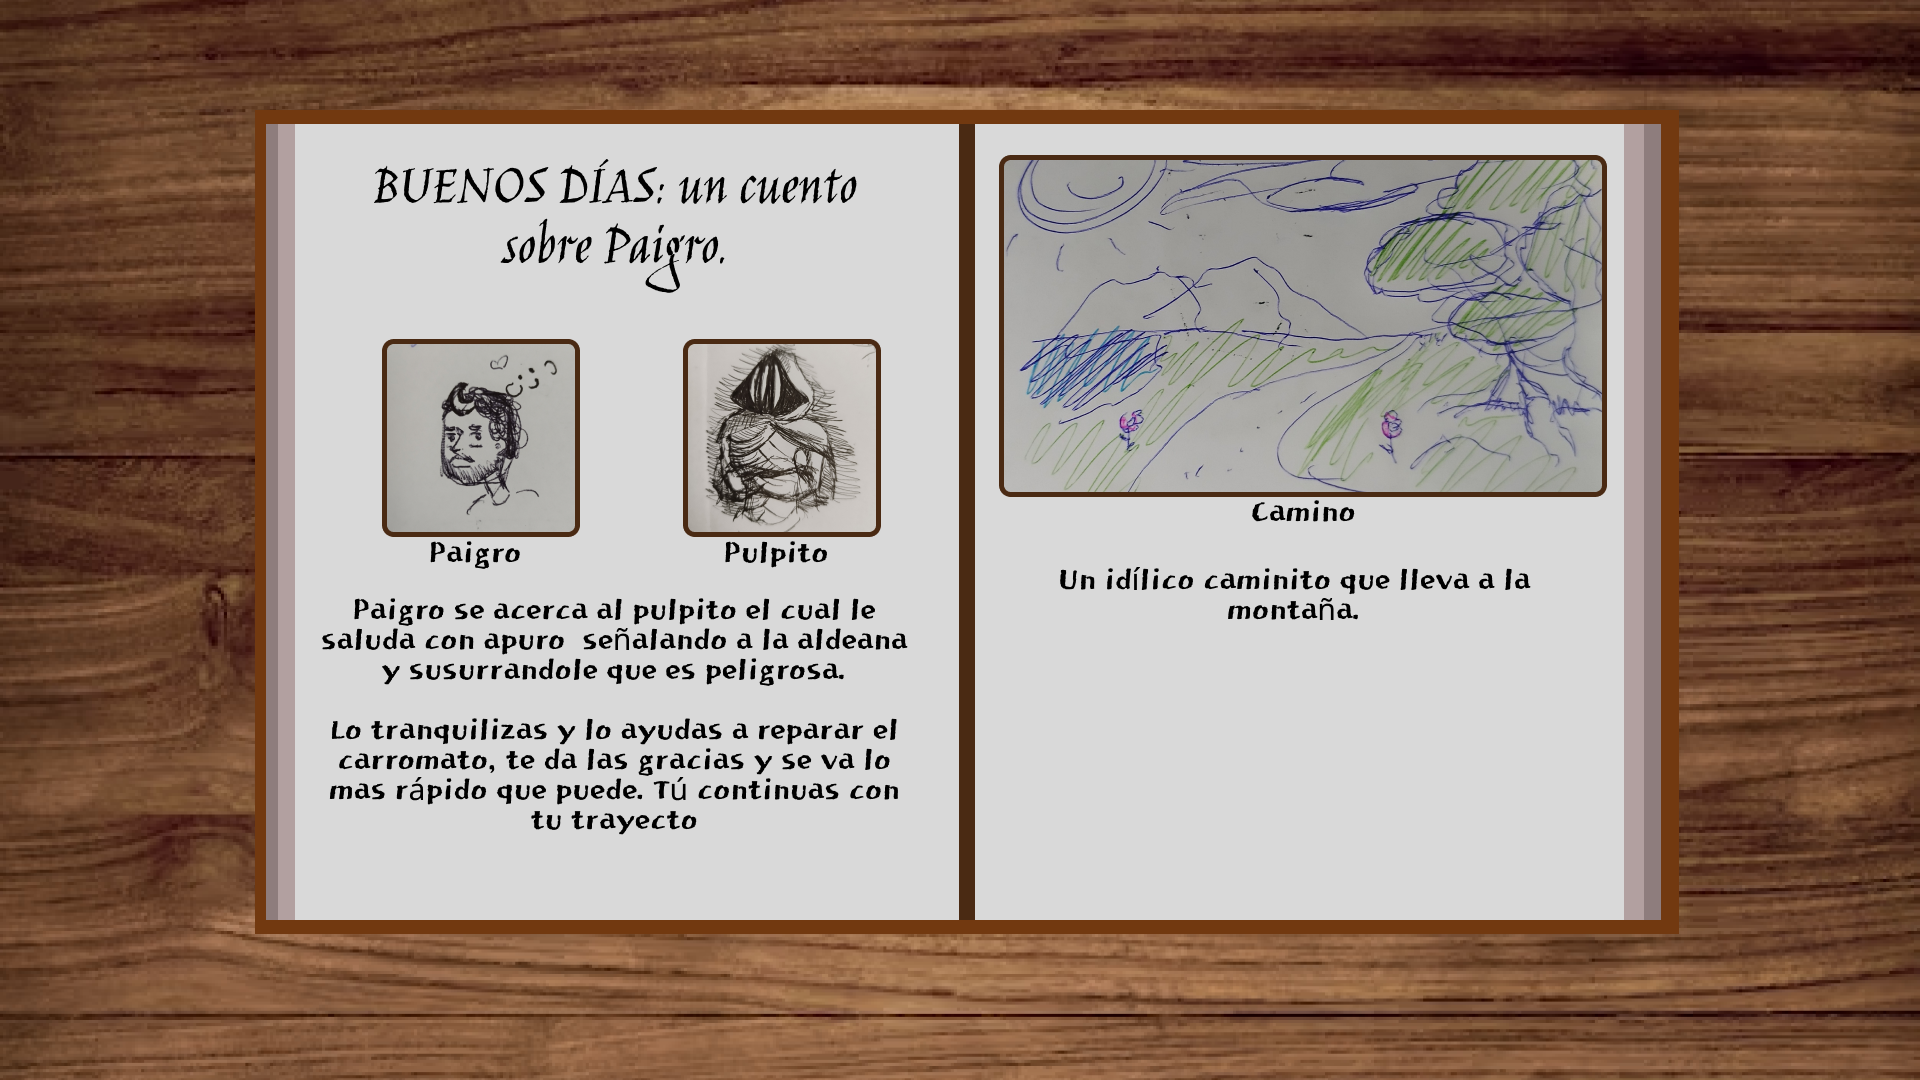 BUENOS DÍAS: un cuento
sobre Paigro.
Paigro
Pulpito
Paigro se acerca al pulpito el cual le
saluda con apuro  señalando a la aldeana
y susurrandole que es peligrosa.
Lo tranquilizas y lo ayudas a reparar el
carromato, te da las gracias y se va lo
mas rápido que puede. Tú continuas con
tu trayecto
Camino
Un idílico caminito que lleva a la
montaña.